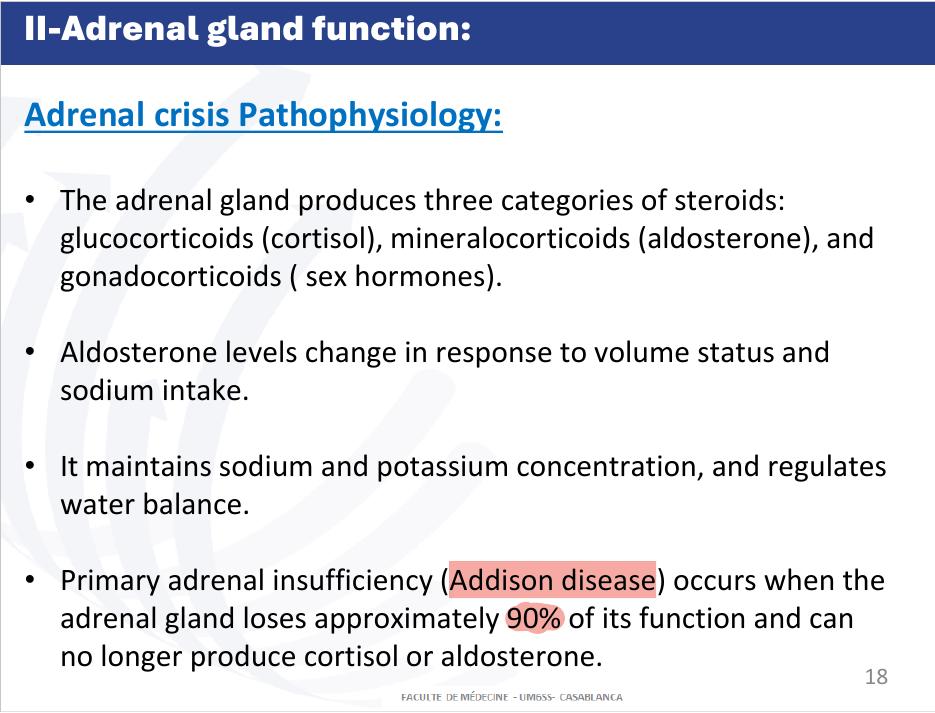 II-Adrenal gland function:
Adrenal crisis Pathophysiology:
• The adrenal gland produces three categories of steroids:
glucocorticoids (cortisol), mineralocorticoids (aldosterone), and
gonadocorticoids ( sex hormones).
• Aldosterone levels change in response to volume status and
sodium intake.
• It maintains sodium and potassium concentration, and regulates
water balance.
• Primary adrenal insufficiency (Addison disease) occurs when the
adrenal gland loses approximately 90% of its function and can
no longer produce cortisol or aldosterone.
18
FACULTE DE MÉDECINE - UM6SS- CASABLANCA